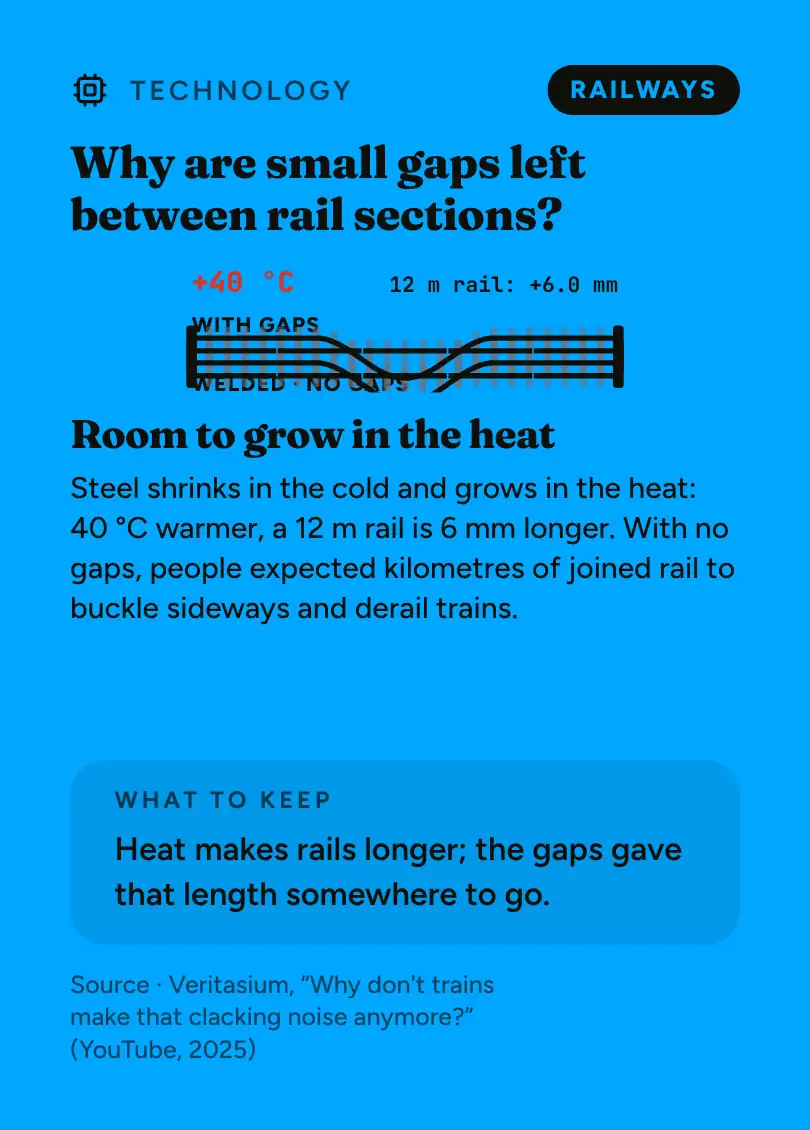 TECHNOLOGY
RAILWAYS
Why are small gaps left
between rail sections?
+40 °C
12 m rail: +6.0 mm
WITH GAPS
WELDED · NO GAPS
Room to grow in the heat
Steel shrinks in the cold and grows in the heat:
40 °C warmer, a 12 m rail is 6 mm longer. With no
gaps, people expected kilometres of joined rail to
buckle sideways and derail trains.
WHAT TO KEEP
Heat makes rails longer; the gaps gave
that length somewhere to go.
Source · Veritasium, “Why don't trains
make that clacking noise anymore?”
(YouTube, 2025)